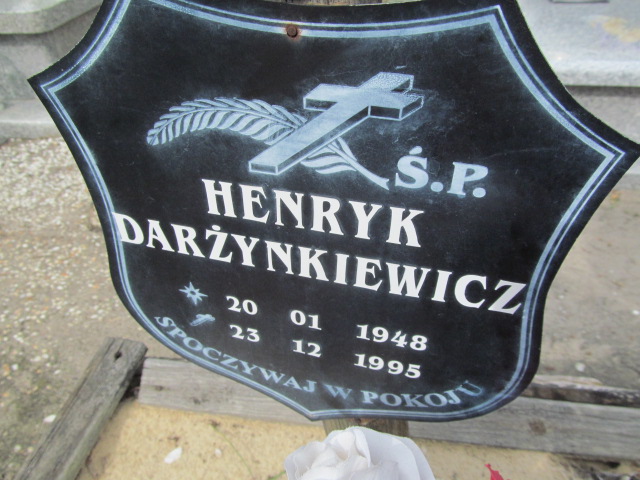 Ś.P.
HENRYK
DARŻYNKIEWICZ
20 01 1948
23 12 1995
SPOCZYWAJ W POKOJU